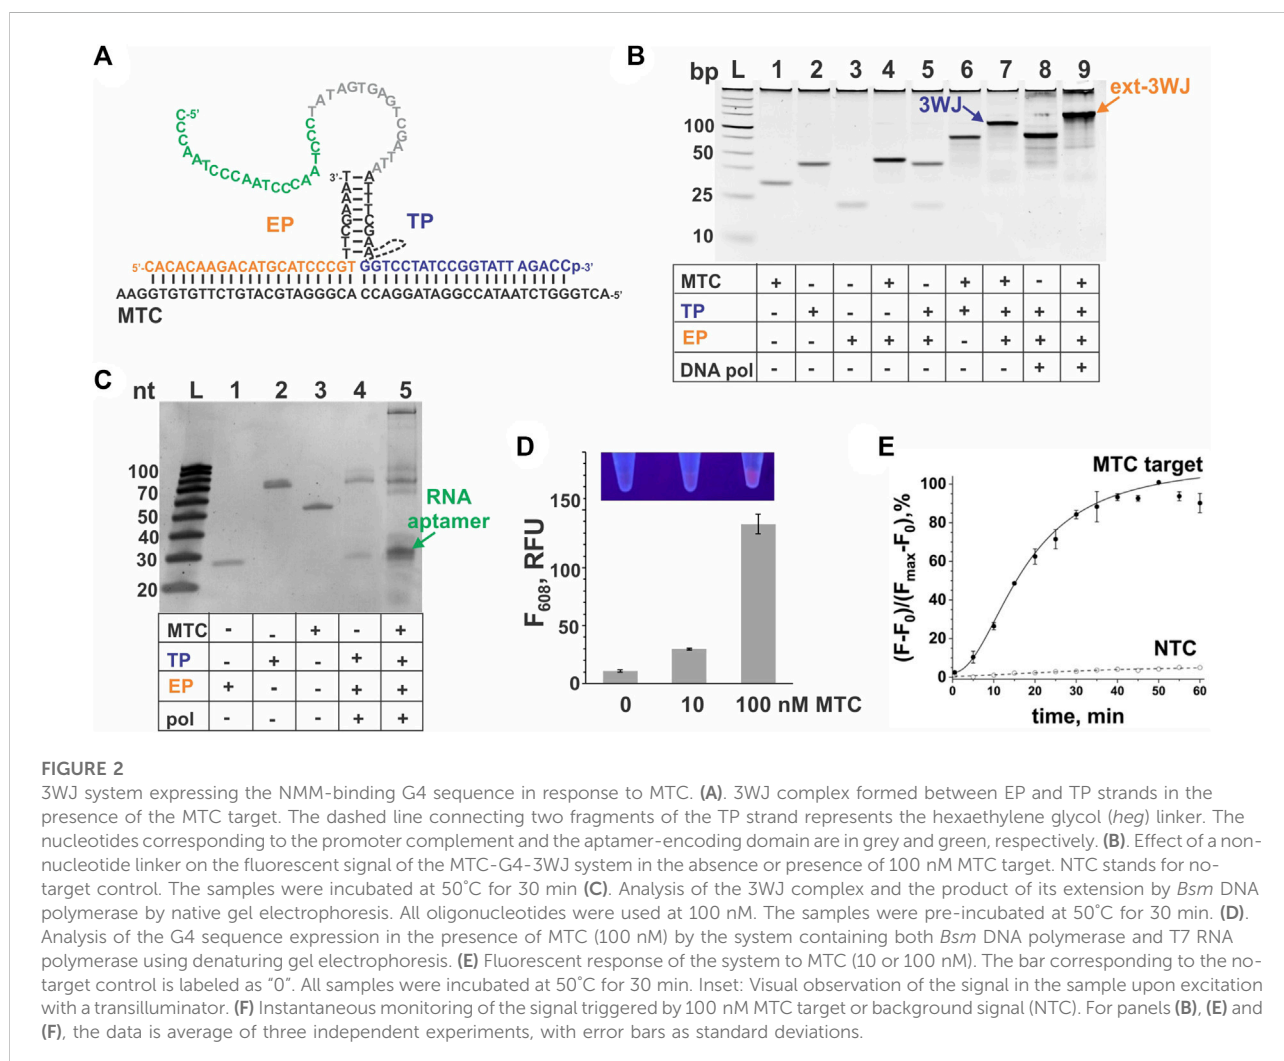 A
C-5'
CCCAATCCCAATCCCAACATCCCT
TATAGTGAGTCGTATTA
3'-T
A
TAAAGCTT
ATTTCGAA
EP
TP
5'-CACACAAGACATGCATCCCGT GGTCCTATCCGGTATT AGACCp-3'
AAGGTGTGTTCTGTACGTAGGGCA CCAGGATAGGCCATAATCTGGGTCA-5'
MTC
B
bp L 1 2 3 4 5 6 7 8 9
3WJ
ext-3WJ
100
50
25
10
MTC + - - + - + + - +
TP - + - - + + + + +
EP - - + + + - + + +
DNA pol - - - - - - - + +
C
nt L 1 2 3 4 5
100
70
50
40
30
20
RNA
aptamer
MTC - - + - +
TP - + - + +
EP + - - + +
pol - - - + +
D
F608, RFU
150
100
50
0
0 10 100 nM MTC
E
MTC target
NTC
(F-F0)/(Fmax-F0),%
100
80
60
40
20
0
0 10 20 30 40 50 60
time, min
FIGURE 2
3WJ system expressing the NMM-binding G4 sequence in response to MTC. (A). 3WJ complex formed between EP and TP strands in the
presence of the MTC target. The dashed line connecting two fragments of the TP strand represents the hexaethylene glycol (heg) linker. The
nucleotides corresponding to the promoter complement and the aptamer-encoding domain are in grey and green, respectively. (B). Effect of a non-
nucleotide linker on the fluorescent signal of the MTC-G4-3WJ system in the absence or presence of 100 nM MTC target. NTC stands for no-
target control. The samples were incubated at 50°C for 30 min (C). Analysis of the 3WJ complex and the product of its extension by Bsm DNA
polymerase by native gel electrophoresis. All oligonucleotides were used at 100 nM. The samples were pre-incubated at 50°C for 30 min. (D).
Analysis of the G4 sequence expression in the presence of MTC (100 nM) by the system containing both Bsm DNA polymerase and T7 RNA
polymerase using denaturing gel electrophoresis. (E) Fluorescent response of the system to MTC (10 or 100 nM). The bar corresponding to the no-
target control is labeled as "0". All samples were incubated at 50°C for 30 min. Inset: Visual observation of the signal in the sample upon excitation
with a transilluminator. (F) Instantaneous monitoring of the signal triggered by 100 nM MTC target or background signal (NTC). For panels (B), (E) and
(F), the data is average of three independent experiments, with error bars as standard deviations.